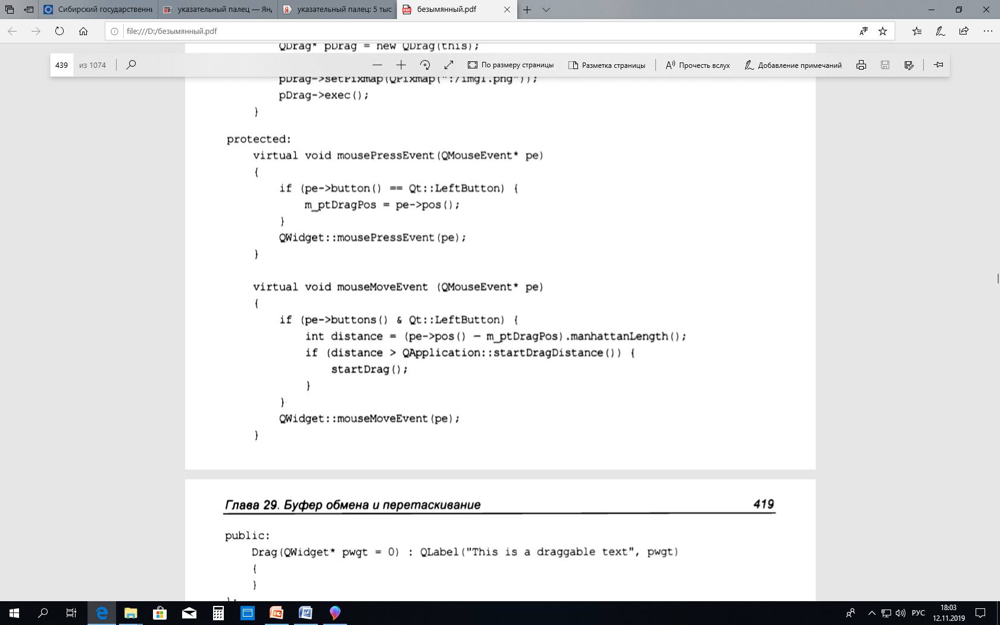 Сибирский государственн
указательный палец — Янд
указательный палец: 5 тыс
безымянный.pdf
file:///D:/безымянный.pdf
QDrag* pDrag = new QDrag(this);
439 из 1074 По размеру страницы Разметка страницы Прочесть вслух Добавление примечаний
pDrag->setPixmap(QPixmap(":/img1.png"));
pDrag->exec();
}
protected:
virtual void mousePressEvent(QMouseEvent* pe)
{
if (pe->button() == Qt::LeftButton) {
m_ptDragPos = pe->pos();
}
QWidget::mousePressEvent(pe);
}
virtual void mouseMoveEvent (QMouseEvent* pe)
{
if (pe->buttons() & Qt::LeftButton) {
int distance = (pe->pos() — m_ptDragPos).manhattanLength();
if (distance > QApplication::startDragDistance()) {
startDrag();
}
}
QWidget::mouseMoveEvent(pe);
}
Глава 29. Буфер обмена и перетаскивание 419
public:
Drag(QWidget* pwgt = 0) : QLabel("This is a draggable text", pwgt)
{
}
};
РУС
18:03
12.11.2019